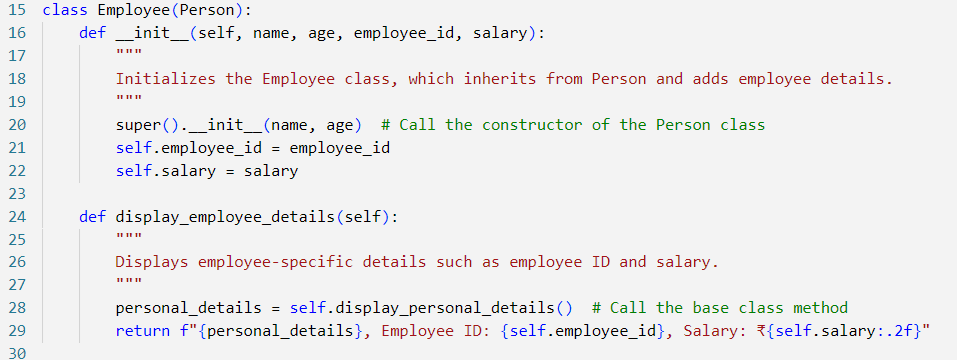 15 class Employee(Person):
16     def __init__(self, name, age, employee_id, salary):
17         """
18         Initializes the Employee class, which inherits from Person and adds employee details.
19         """
20         super().__init__(name, age)  # Call the constructor of the Person class
21         self.employee_id = employee_id
22         self.salary = salary
23
24     def display_employee_details(self):
25         """
26         Displays employee-specific details such as employee ID and salary.
27         """
28         personal_details = self.display_personal_details()  # Call the base class method
29         return f"{personal_details}, Employee ID: {self.employee_id}, Salary: ₹{self.salary:.2f}"
30